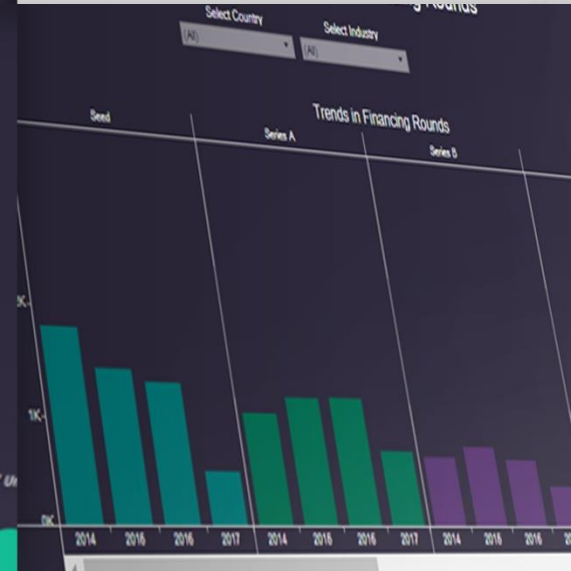 Rounds
Select Country
Select Industry
(All)
(All)
Trends in Financing Rounds
Seed
Series A
Series B
1K
0K
2014
2015
2016
2017
2014
2015
2016
2017
2014
2015
2016